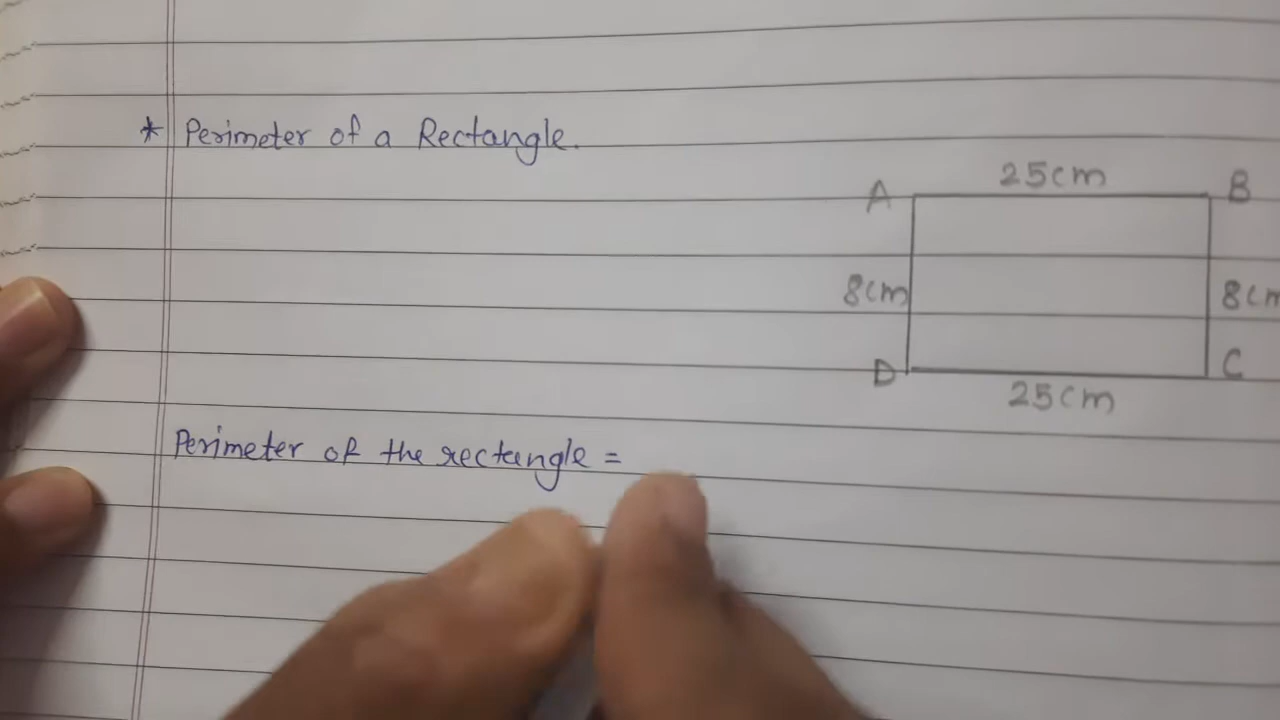 * Perimeter of a Rectangle.
25cm
A B
8cm 8cm
D C
25cm
Perimeter of the rectangle =